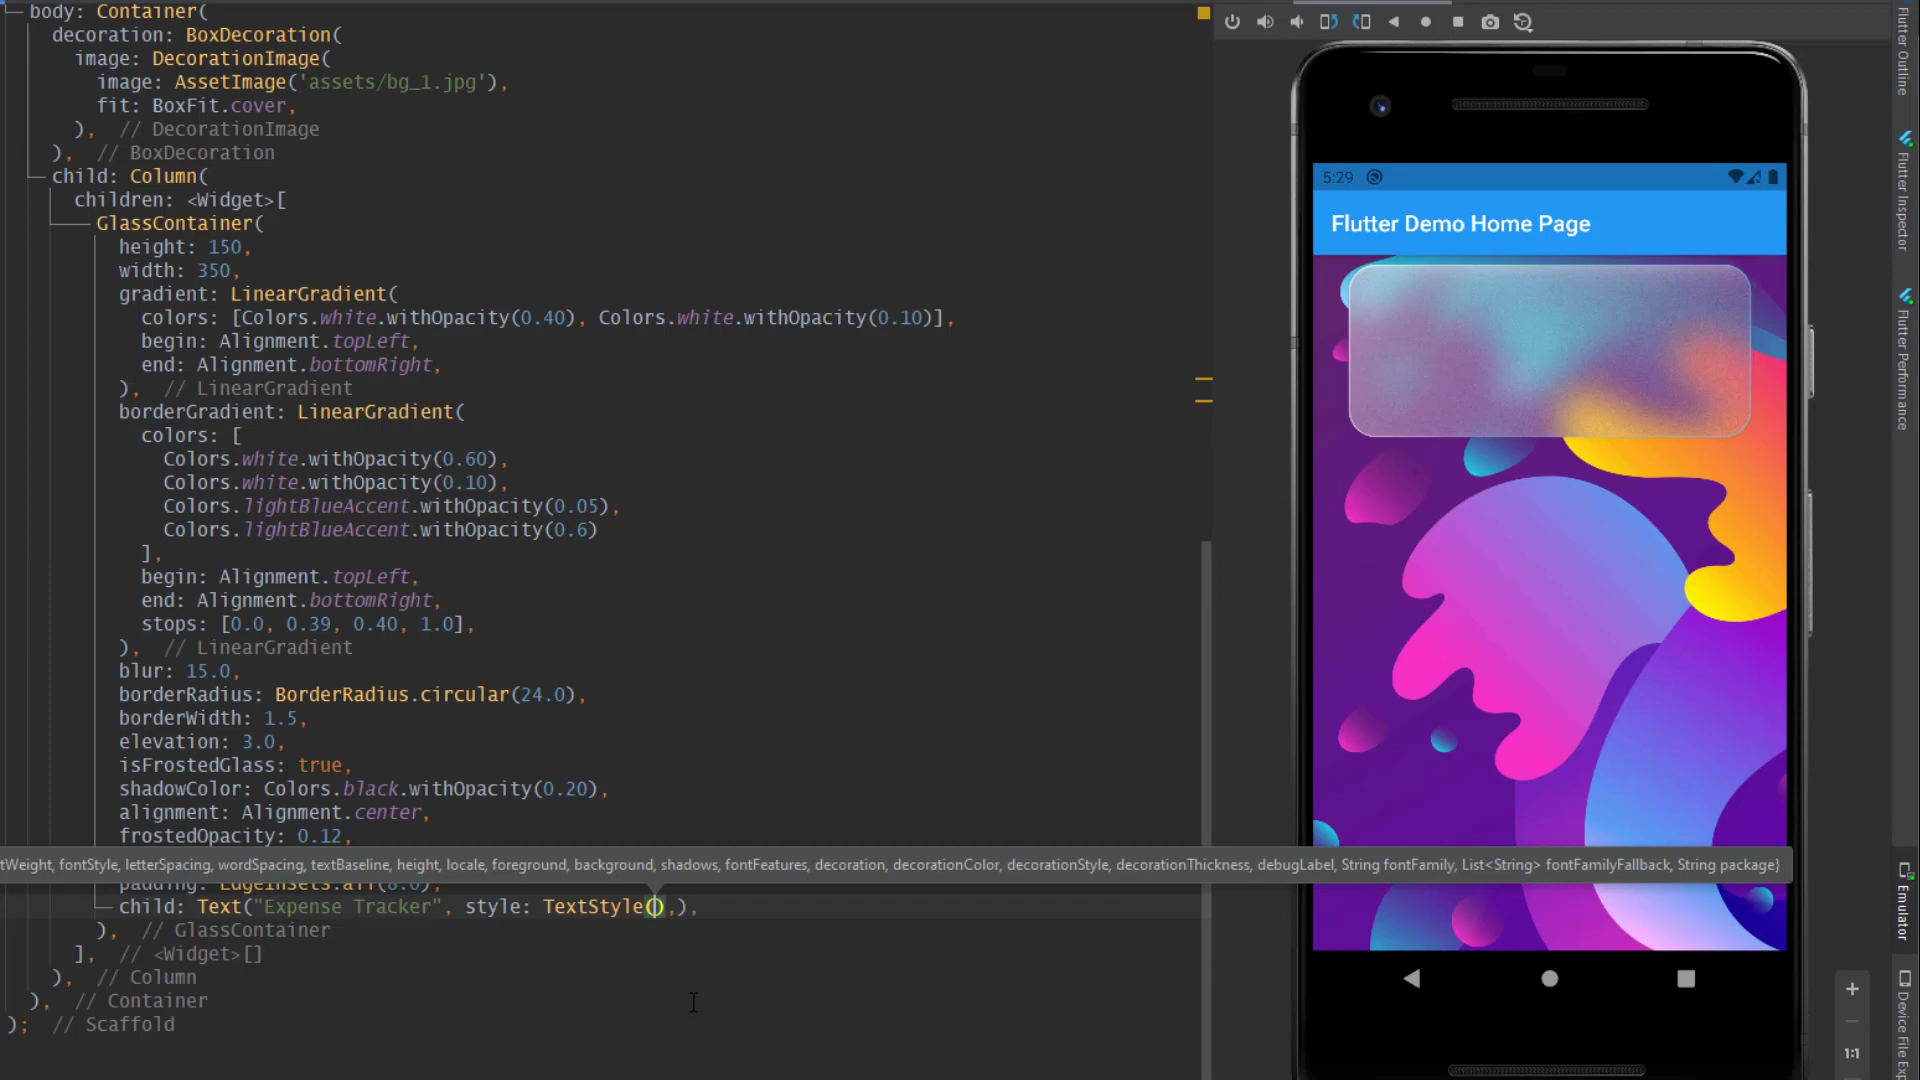 body: Container(
decoration: BoxDecoration(
image: DecorationImage(
image: AssetImage('assets/bg_1.jpg'),
fit: BoxFit.cover,
), // DecorationImage
), // BoxDecoration
child: Column(
children: <Widget>[
GlassContainer(
height: 150,
width: 350,
gradient: LinearGradient(
colors: [Colors.white.withOpacity(0.40), Colors.white.withOpacity(0.10)],
begin: Alignment.topLeft,
end: Alignment.bottomRight,
), // LinearGradient
borderGradient: LinearGradient(
colors: [
Colors.white.withOpacity(0.60),
Colors.white.withOpacity(0.10),
Colors.lightBlueAccent.withOpacity(0.05),
Colors.lightBlueAccent.withOpacity(0.6)
],
begin: Alignment.topLeft,
end: Alignment.bottomRight,
stops: [0.0, 0.39, 0.40, 1.0],
), // LinearGradient
blur: 15.0,
borderRadius: BorderRadius.circular(24.0),
borderWidth: 1.5,
elevation: 3.0,
isFrostedGlass: true,
shadowColor: Colors.black.withOpacity(0.20),
alignment: Alignment.center,
frostedOpacity: 0.12,
tWeight, fontStyle, letterSpacing, wordSpacing, textBaseline, height, locale, foreground, background, shadows, fontFeatures, decoration, decorationColor, decorationStyle, decorationThickness, debugLabel, String fontFamily, List<String> fontFamilyFallback, String package}
padding: EdgeInsets.all(8.0),
child: Text("Expense Tracker", style: TextStyle(),),
), // GlassContainer
], // <Widget>[]
), // Column
), // Container
); // Scaffold
5:29
Flutter Demo Home Page
Flutter Outline
Flutter Inspector
Flutter Performance
Emulator
Device File Ex
1:1